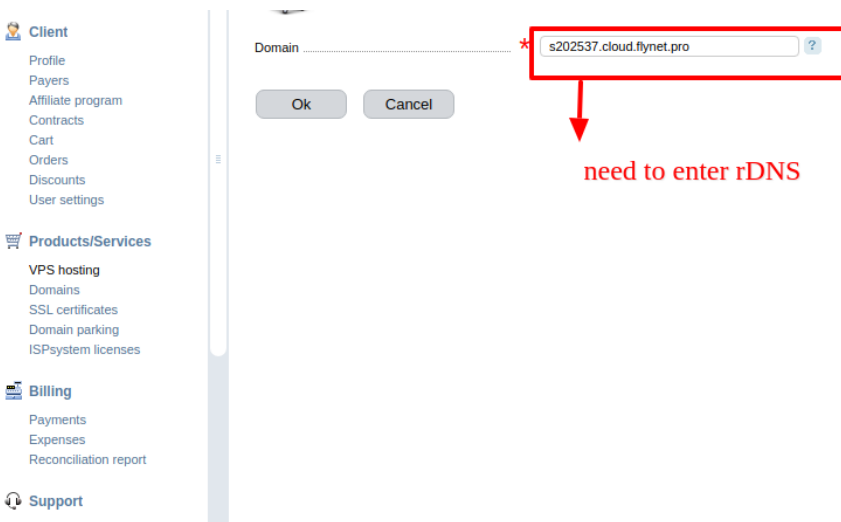 Client
Profile
Payers
Affiliate program
Contracts
Cart
Orders
Discounts
User settings
Products/Services
VPS hosting
Domains
SSL certificates
Domain parking
ISPsystem licenses
Billing
Payments
Expenses
Reconciliation report
Support
Domain * s202537.cloud.flynet.pro ?
Ok Cancel
need to enter rDNS